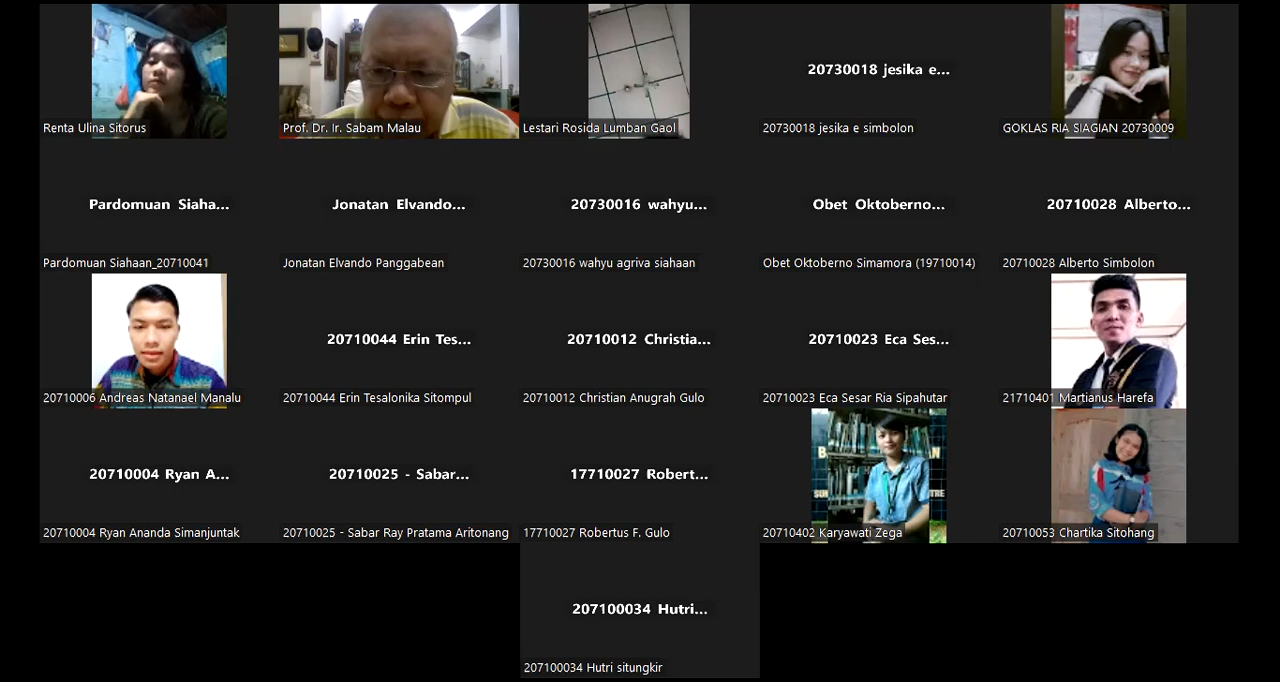 20730018 jesika e...
Renta Ulina Sitorus
Prof. Dr. Ir. Sabam Malau
Lestari Rosida Lumban Gaol
20730018 jesika e simbolon
GOKLAS RIA SIAGIAN 20730009
Pardomuan Siaha...
Jonatan Elvando...
20730016 wahyu...
Obet Oktoberno...
20710028 Alberto...
Pardomuan Siahaan_20710041
Jonatan Elvando Panggabean
20730016 wahyu agriva siahaan
Obet Oktoberno Simamora (19710014)
20710028 Alberto Simbolon
20710044 Erin Tes...
20710012 Christia...
20710023 Eca Ses...
20710006 Andreas Natanael Manalu
20710044 Erin Tesalonika Sitompul
20710012 Christian Anugrah Gulo
20710023 Eca Sesar Ria Sipahutar
21710401 Martianus Harefa
20710004 Ryan A...
20710025 - Sabar...
17710027 Robert...
20710004 Ryan Ananda Simanjuntak
20710025 - Sabar Ray Pratama Aritonang
17710027 Robertus F. Gulo
20710402 Karyawati Zega
20710053 Chartika Sitohang
207100034 Hutri...
207100034 Hutri situngkir